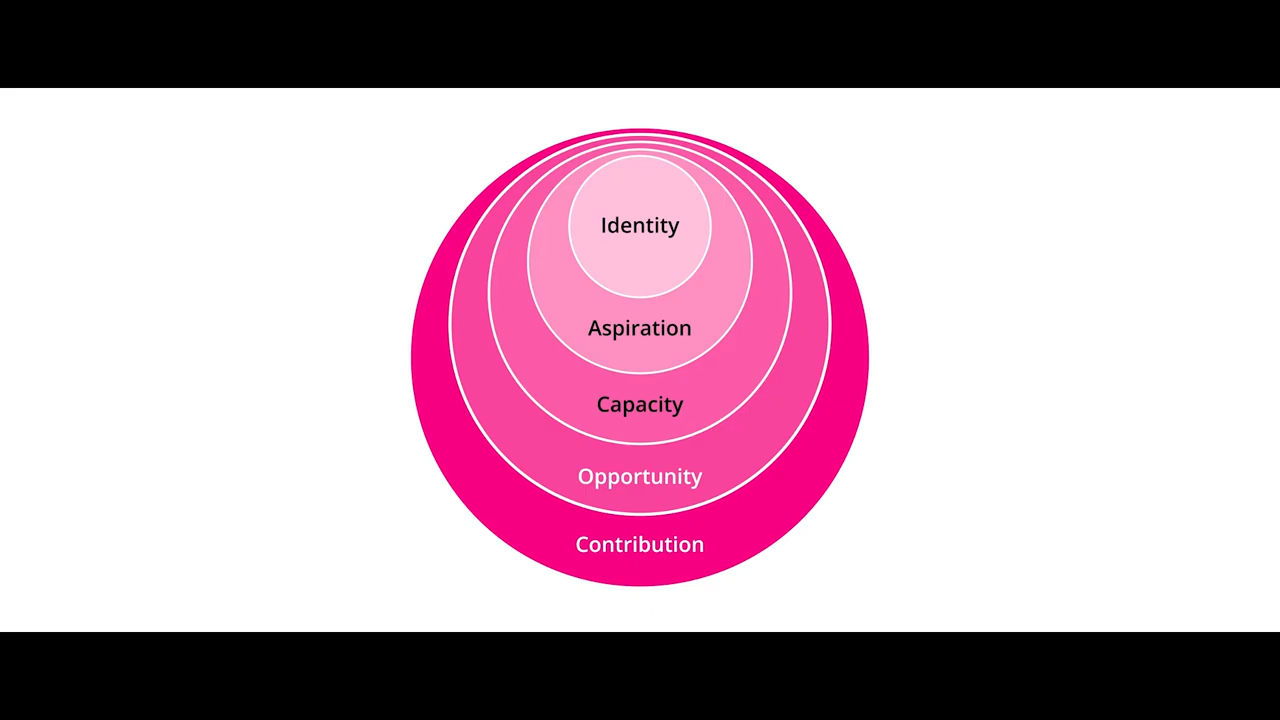 Identity
Aspiration
Capacity
Opportunity
Contribution